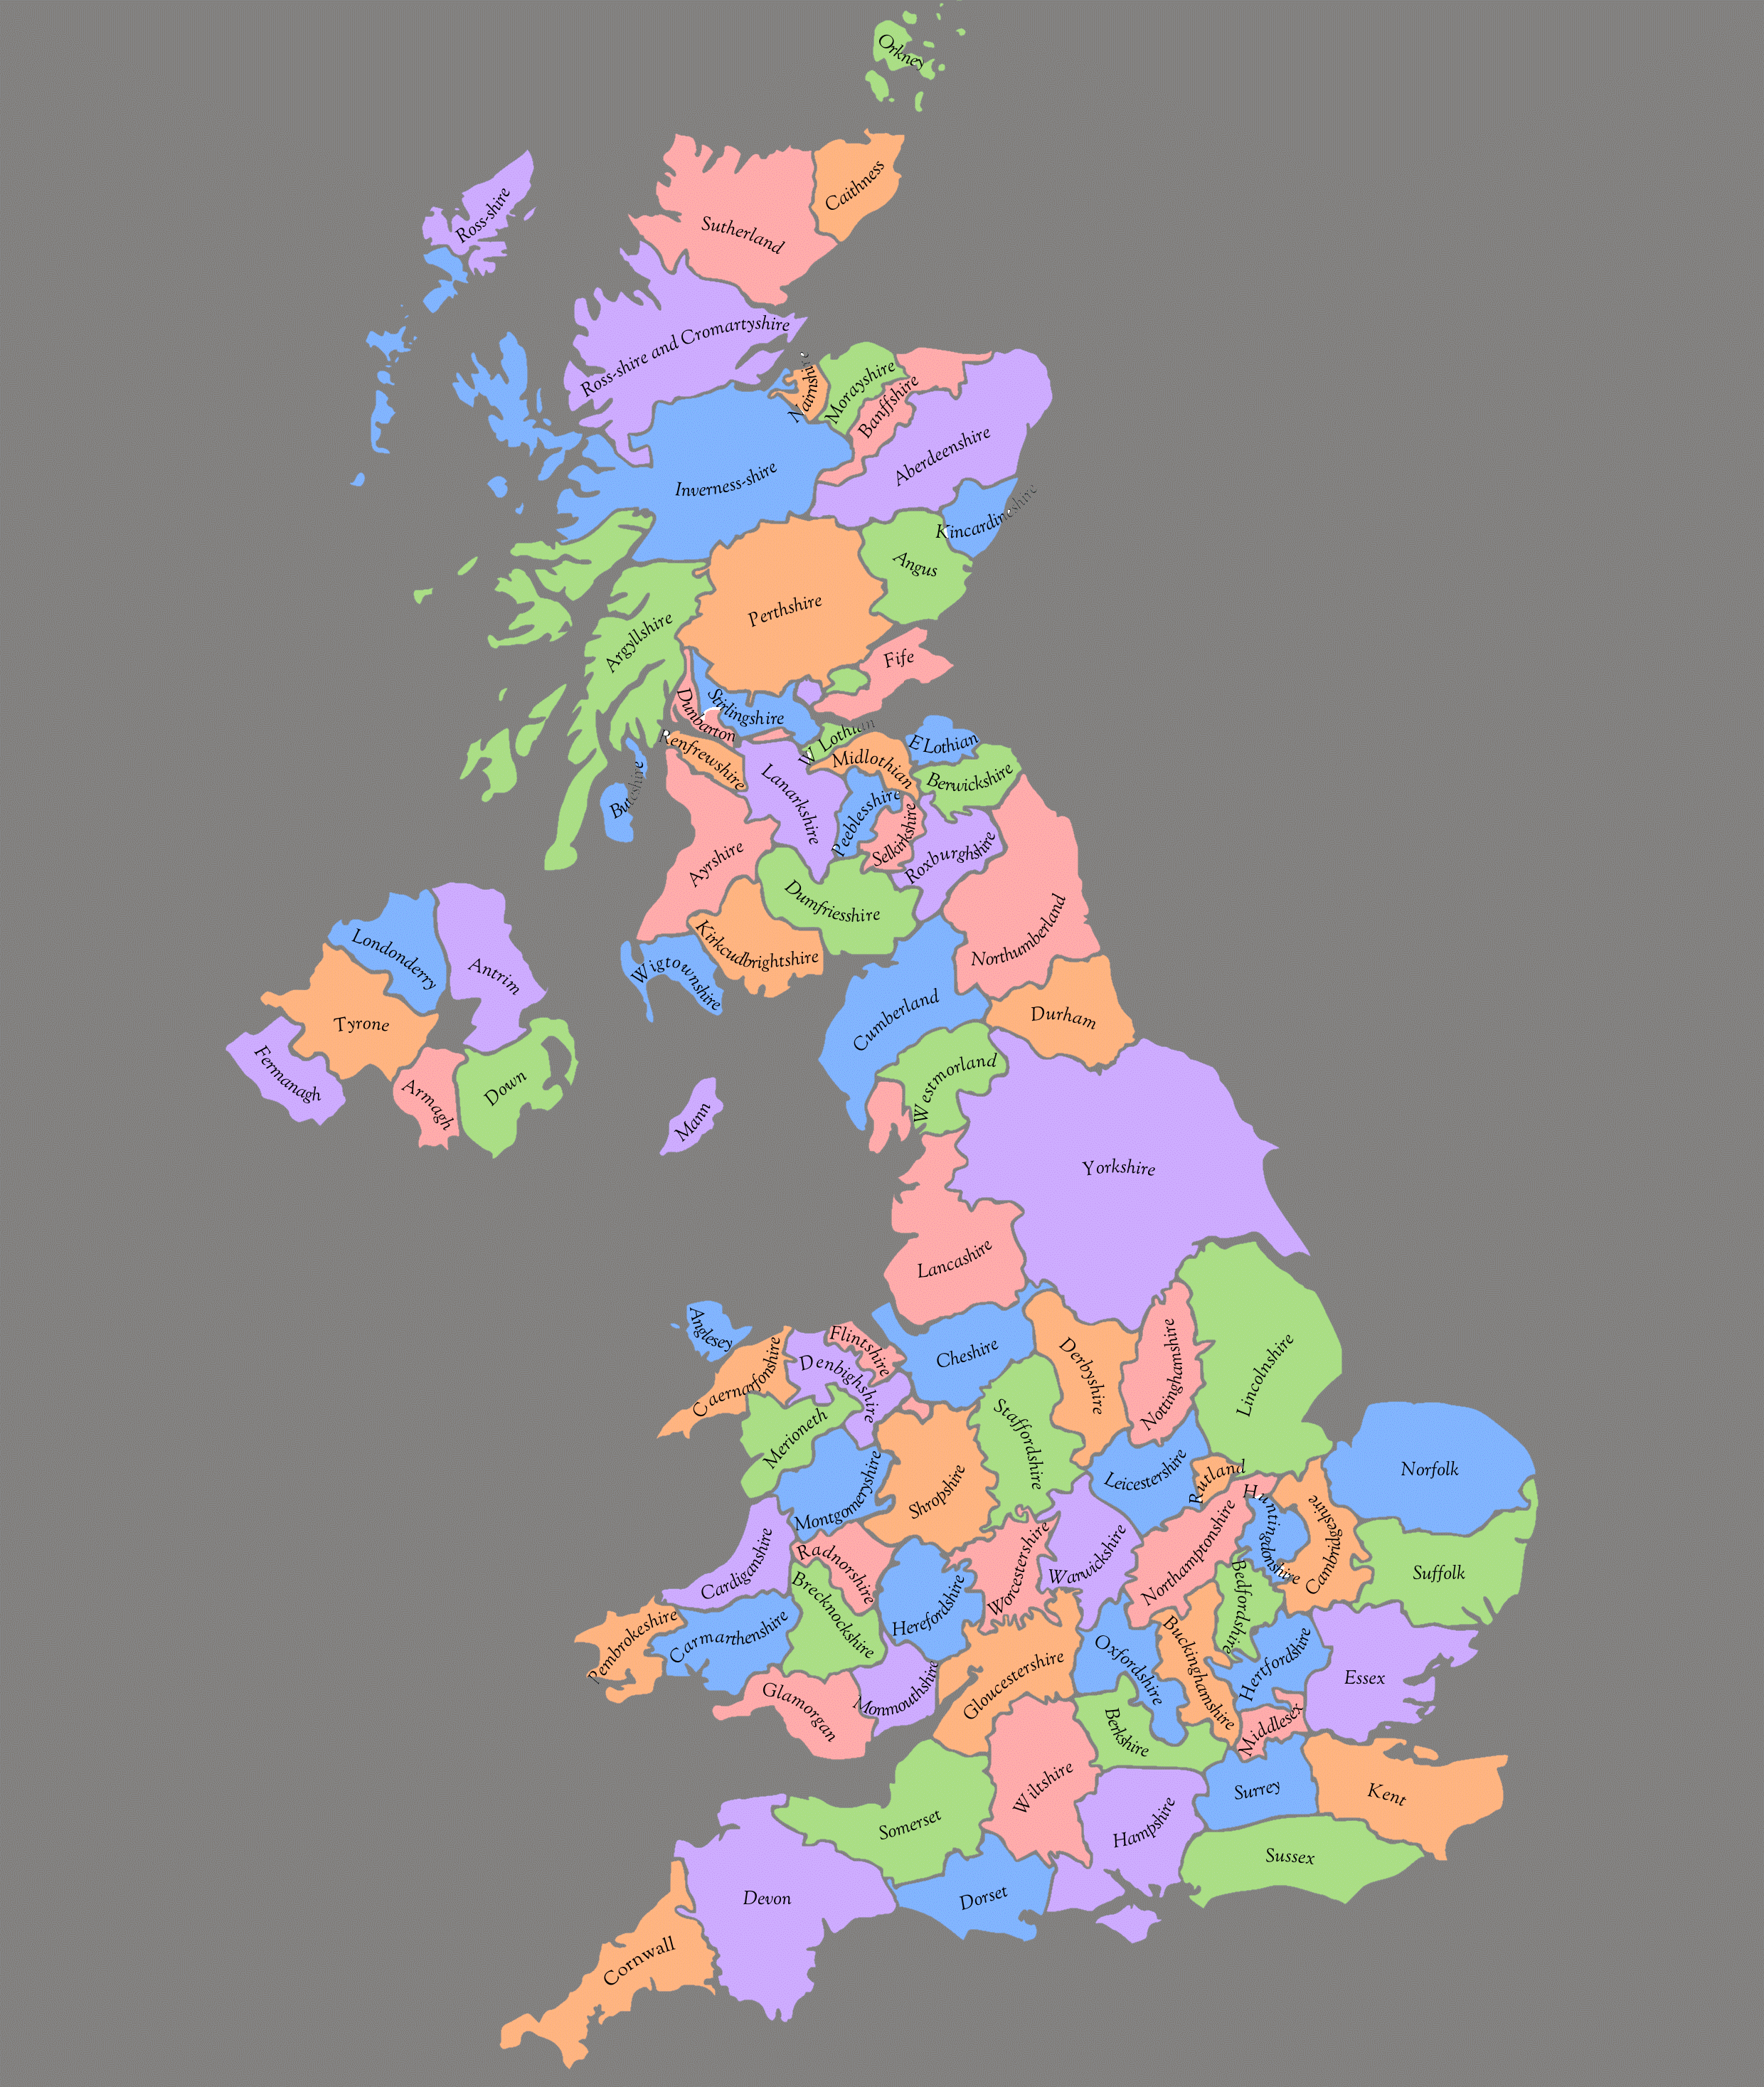 Orkney
Caithness
Sutherland
Ross-shire
Ross-shire and Cromartyshire
Nairnshire
Morayshire
Banffshire
Aberdeenshire
Inverness-shire
Kincardineshire
Angus
Perthshire
Argyllshire
Fife
Dunbarton
Stirlingshire
W Lothian
Renfrewshire
Midlothian
E Lothian
Berwickshire
Lanarkshire
Buteshire
Peeblesshire
Selkirkshire
Roxburghshire
Ayrshire
Dumfriesshire
Kirkcudbrightshire
Wigtownshire
Northumberland
Londonderry
Antrim
Tyrone
Fermanagh
Armagh
Down
Mann
Cumberland
Durham
Westmorland
Yorkshire
Lancashire
Anglesey
Caernarfonshire
Denbighshire
Flintshire
Cheshire
Derbyshire
Nottinghamshire
Lincolnshire
Merioneth
Montgomeryshire
Shropshire
Staffordshire
Leicestershire
Rutland
Norfolk
Huntingdonshire
Cambridgeshire
Suffolk
Cardiganshire
Radnorshire
Brecknockshire
Herefordshire
Worcestershire
Warwickshire
Northamptonshire
Bedfordshire
Pembrokeshire
Carmarthenshire
Glamorgan
Monmouthshire
Gloucestershire
Oxfordshire
Buckinghamshire
Hertfordshire
Essex
Middlesex
Berkshire
Wiltshire
Somerset
Hampshire
Surrey
Kent
Sussex
Dorset
Devon
Cornwall